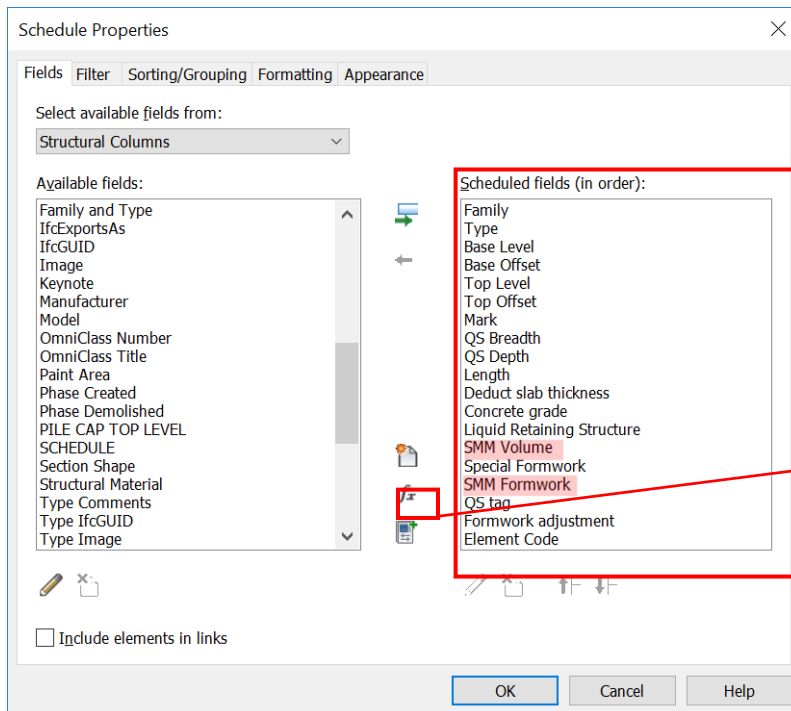 Schedule Properties
Fields Filter Sorting/Grouping Formatting Appearance
Select available fields from:
Structural Columns
Available fields:
Family and Type
IfcExportsAs
IfcGUID
Image
Keynote
Manufacturer
Model
OmniClass Number
OmniClass Title
Paint Area
Phase Created
Phase Demolished
PILE CAP TOP LEVEL
SCHEDULE
Section Shape
Structural Material
Type Comments
Type IfcGUID
Type Image
fx
Scheduled fields (in order):
Family
Type
Base Level
Base Offset
Top Level
Top Offset
Mark
QS Breadth
QS Depth
Length
Deduct slab thickness
Concrete grade
Liquid Retaining Structure
SMM Volume
Special Formwork
SMM Formwork
QS tag
Formwork adjustment
Element Code
Include elements in links
OK Cancel Help